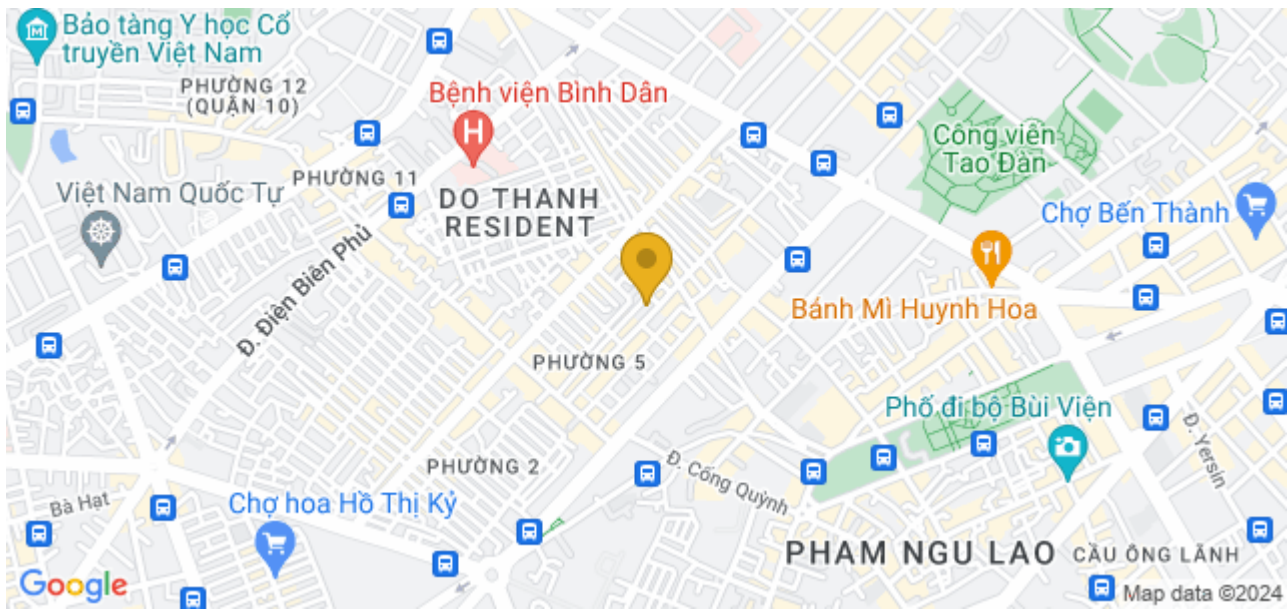 Bảo tàng Y học Cổ
truyền Việt Nam
PHƯỜNG 12
(QUẬN 10)
Bệnh viện Bình Dân
H
Công viên
Tao Đàn
PHƯỜNG 11
Việt Nam Quốc Tự
DO THANH
RESIDENT
Chợ Bến Thành
Đ. Điện Biên Phủ
Bánh Mì Huynh Hoa
PHƯỜNG 5
Phố đi bộ Bùi Viện
Đ. Yersin
PHƯỜNG 2
Đ. Cống Quỳnh
Bà Hạt
Chợ hoa Hồ Thị Kỷ
PHAM NGU LAO
CẦU ÔNG LÃNH
Google
Map data ©2024